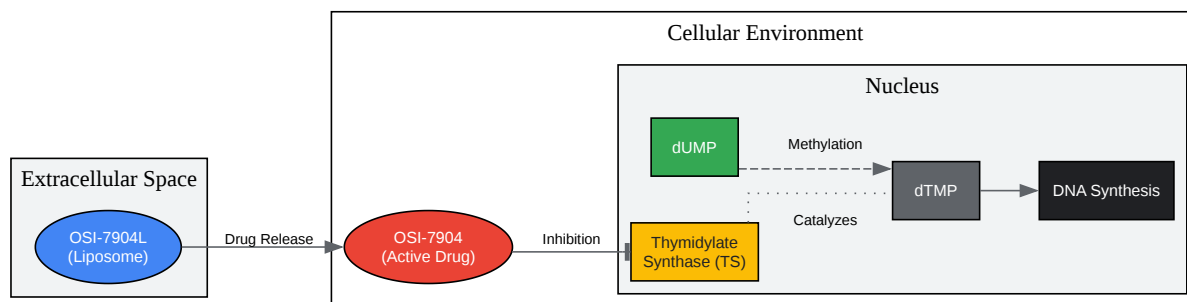 Cellular Environment
Nucleus
dUMP
Methylation
Extracellular Space
dTMP
DNA Synthesis
Catalyzes
OSI-7904L
(Liposome)
Drug Release
OSI-7904
(Active Drug)
Inhibition
Thymidylate
Synthase (TS)